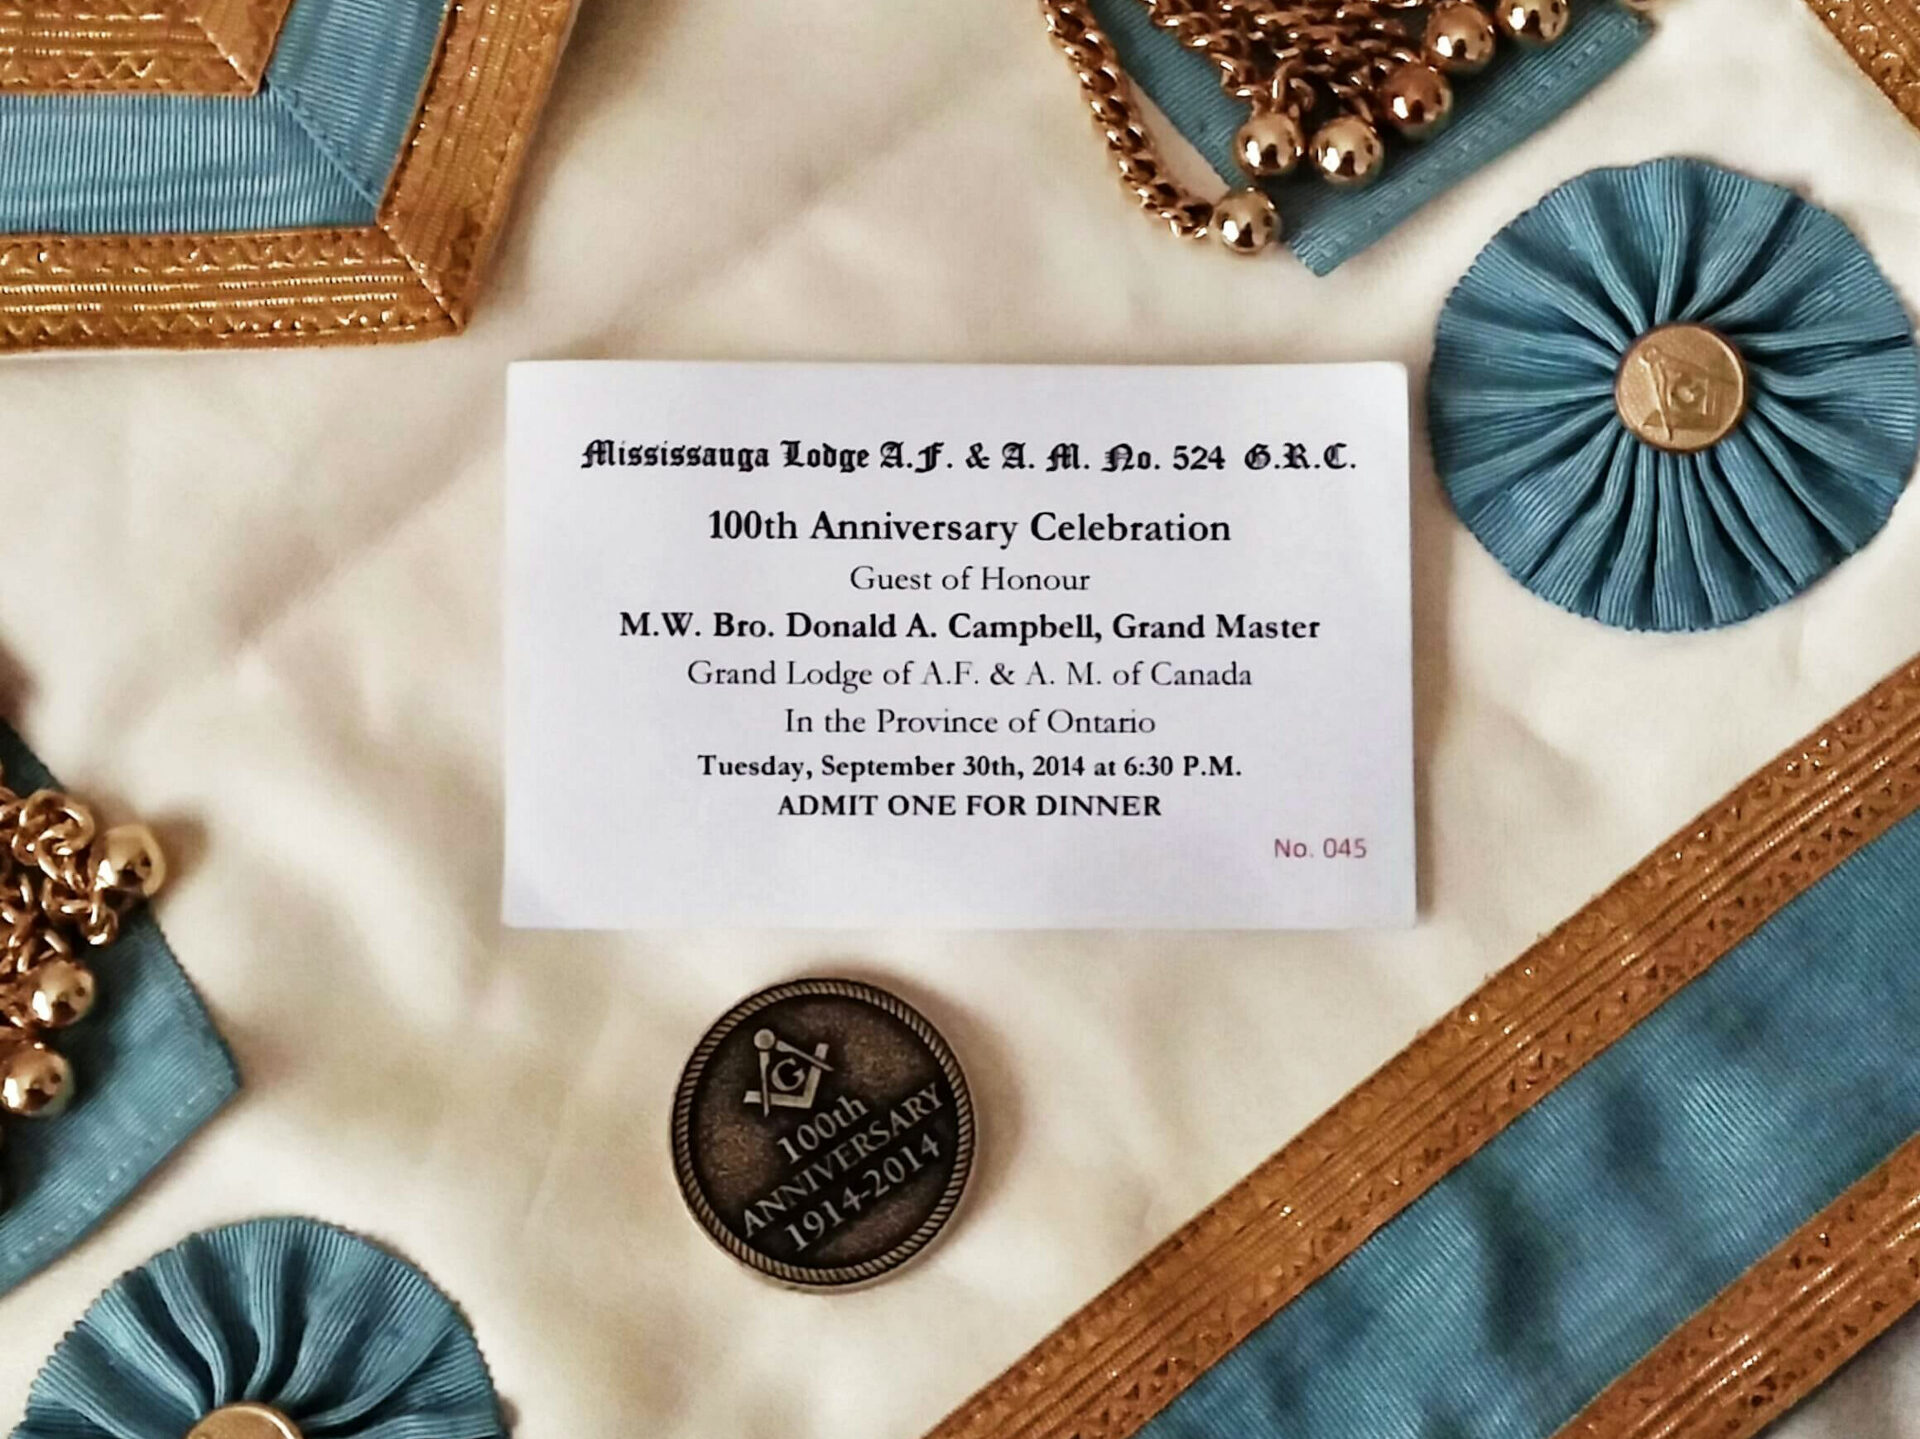 Mississauga Lodge A.F. & A. M. No. 524 G.R.C.
100th Anniversary Celebration
Guest of Honour
M.W. Bro. Donald A. Campbell, Grand Master
Grand Lodge of A.F. & A. M. of Canada
In the Province of Ontario
Tuesday, September 30th, 2014 at 6:30 P.M.
ADMIT ONE FOR DINNER
No. 045
G
G
100th
ANNIVERSARY
1914-2014